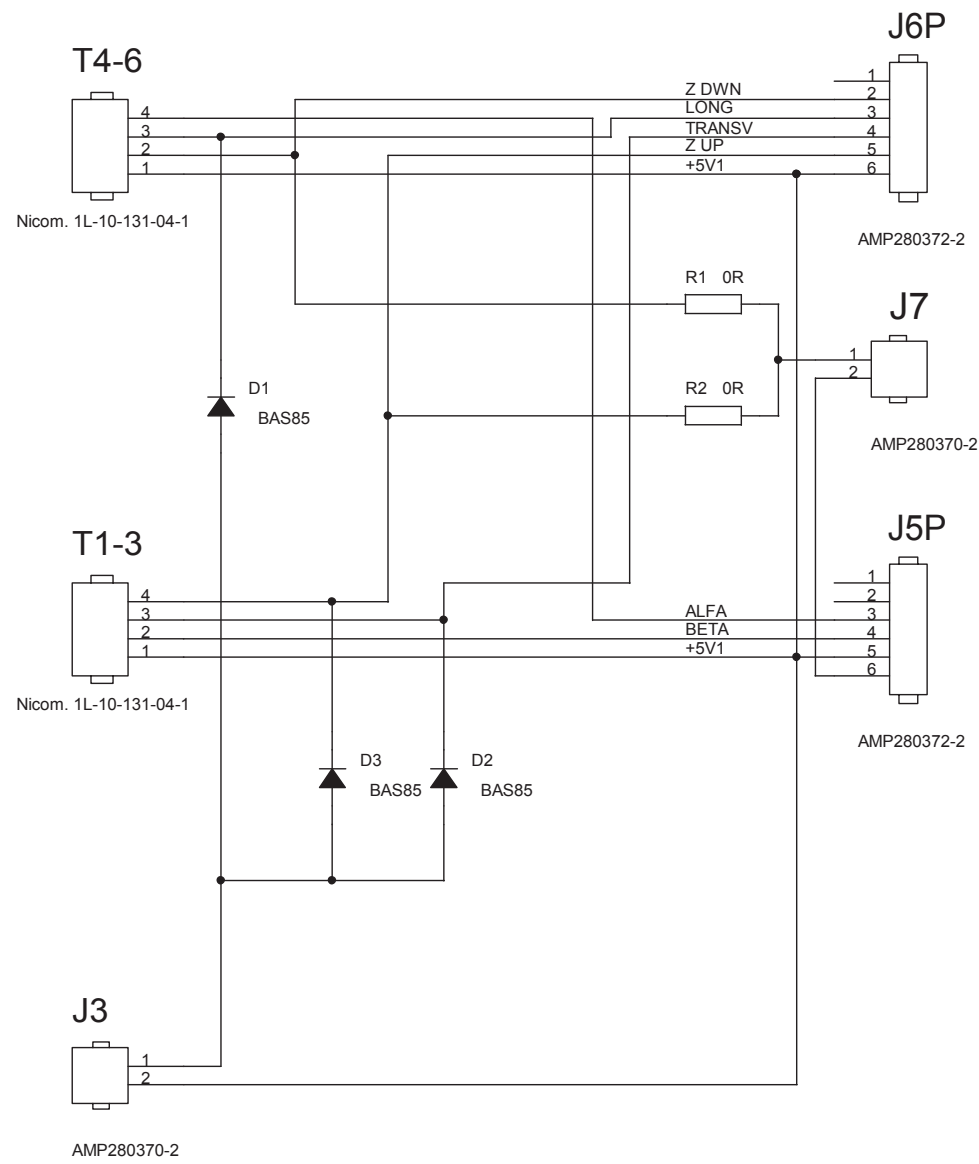 J6P
T4-6
1
Z DWN
2
LONG
4
3
TRANSV
3
4
Z UP
2
5
+5V1
1
6
Nicom. 1L-10-131-04-1
AMP280372-2
R1 0R
J7
1
2
D1
R2 0R
BAS85
AMP280370-2
T1-3
J5P
1
4
2
ALFA
3
3
BETA
2
4
+5V1
1
5
6
Nicom. 1L-10-131-04-1
AMP280372-2
D3
D2
BAS85
BAS85
J3
1
2
AMP280370-2